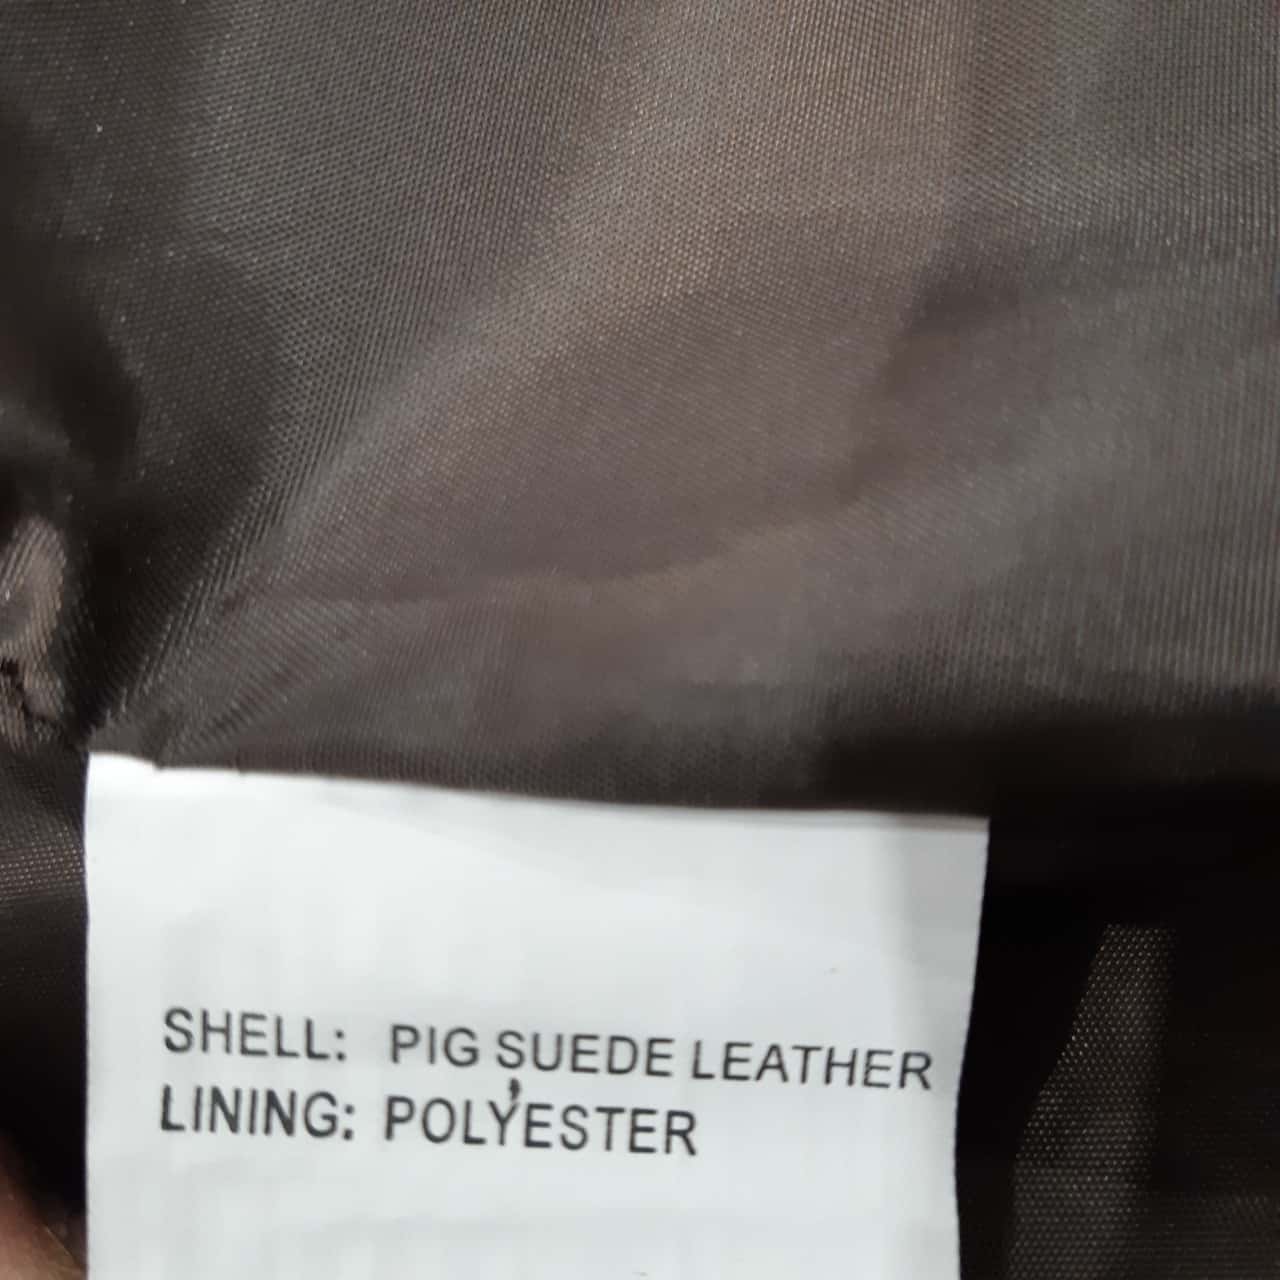 SHELL: PIG SUEDE LEATHER
LINING: POLYESTER